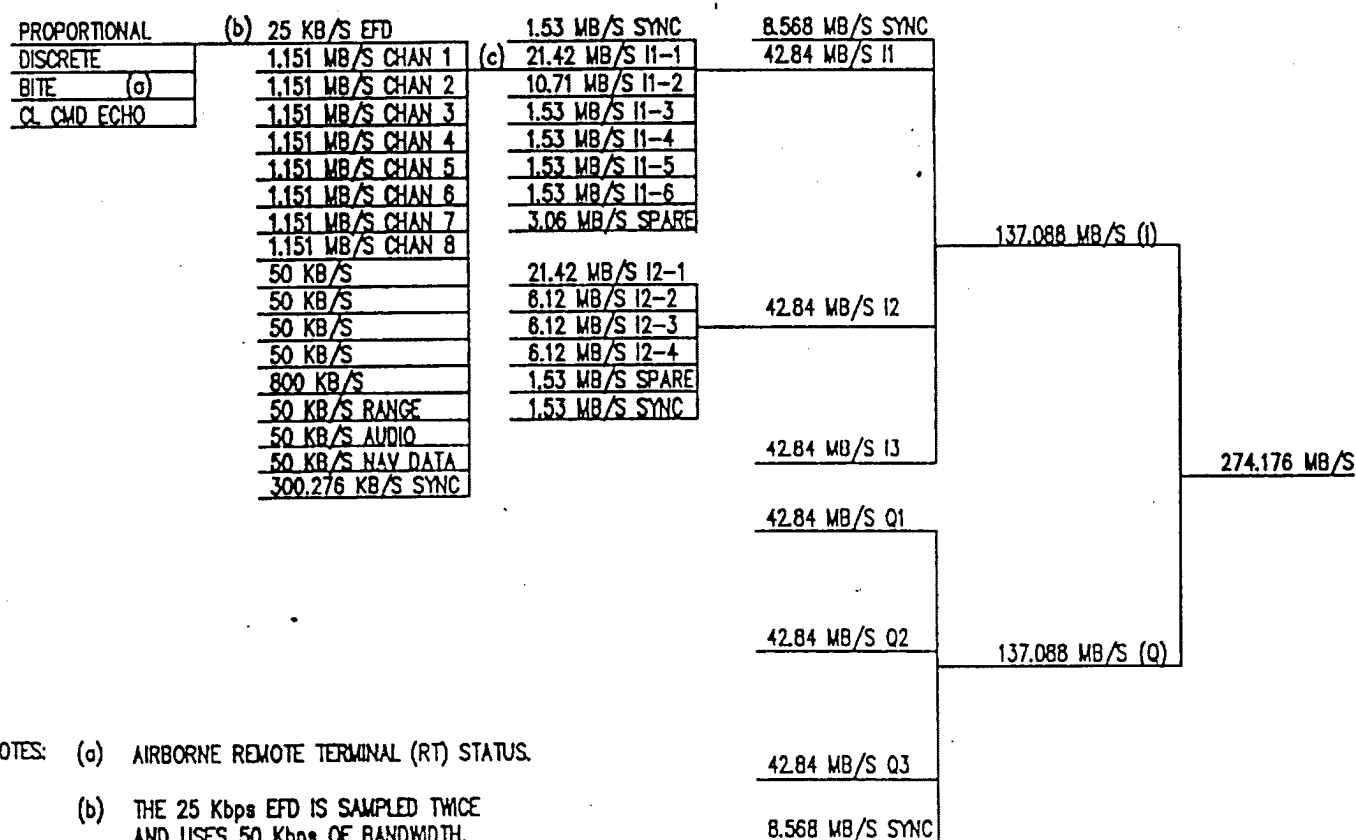 PROPORTIONAL
DISCRETE
BITE (a)
CL CMD ECHO
(b) 25 KB/S EFD
1.151 MB/S CHAN 1
1.151 MB/S CHAN 2
1.151 MB/S CHAN 3
1.151 MB/S CHAN 4
1.151 MB/S CHAN 5
1.151 MB/S CHAN 6
1.151 MB/S CHAN 7
1.151 MB/S CHAN 8
50 KB/S
50 KB/S
50 KB/S
50 KB/S
800 KB/S
50 KB/S RANGE
50 KB/S AUDIO
50 KB/S NAV DATA
300.276 KB/S SYNC
1.53 MB/S SYNC
(c) 21.42 MB/S I1-1
10.71 MB/S I1-2
1.53 MB/S I1-3
1.53 MB/S I1-4
1.53 MB/S I1-5
1.53 MB/S I1-6
3.06 MB/S SPARE
21.42 MB/S I2-1
6.12 MB/S I2-2
6.12 MB/S I2-3
6.12 MB/S I2-4
1.53 MB/S SPARE
1.53 MB/S SYNC
8.568 MB/S SYNC
42.84 MB/S I1
42.84 MB/S I2
42.84 MB/S I3
42.84 MB/S Q1
42.84 MB/S Q2
42.84 MB/S Q3
8.568 MB/S SYNC
137.088 MB/S (I)
137.088 MB/S (Q)
274.176 MB/S
OTES: (a) AIRBORNE REMOTE TERMINAL (RT) STATUS.
(b) THE 25 Kbps EFD IS SAMPLED TWICE
AND USES 50 Kbps OF BANDWIDTH.